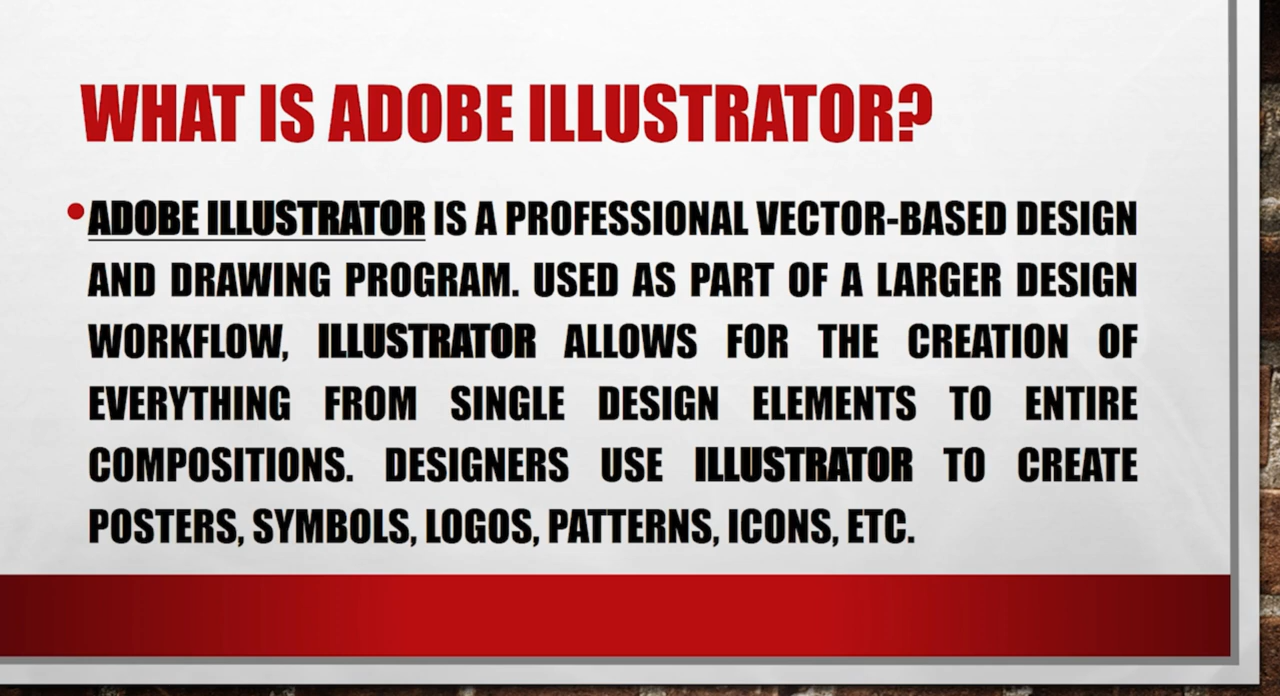 WHAT IS ADOBE ILLUSTRATOR?
•ADOBE ILLUSTRATOR IS A PROFESSIONAL VECTOR-BASED DESIGN
AND DRAWING PROGRAM. USED AS PART OF A LARGER DESIGN
WORKFLOW, ILLUSTRATOR ALLOWS FOR THE CREATION OF
EVERYTHING FROM SINGLE DESIGN ELEMENTS TO ENTIRE
COMPOSITIONS. DESIGNERS USE ILLUSTRATOR TO CREATE
POSTERS, SYMBOLS, LOGOS, PATTERNS, ICONS, ETC.